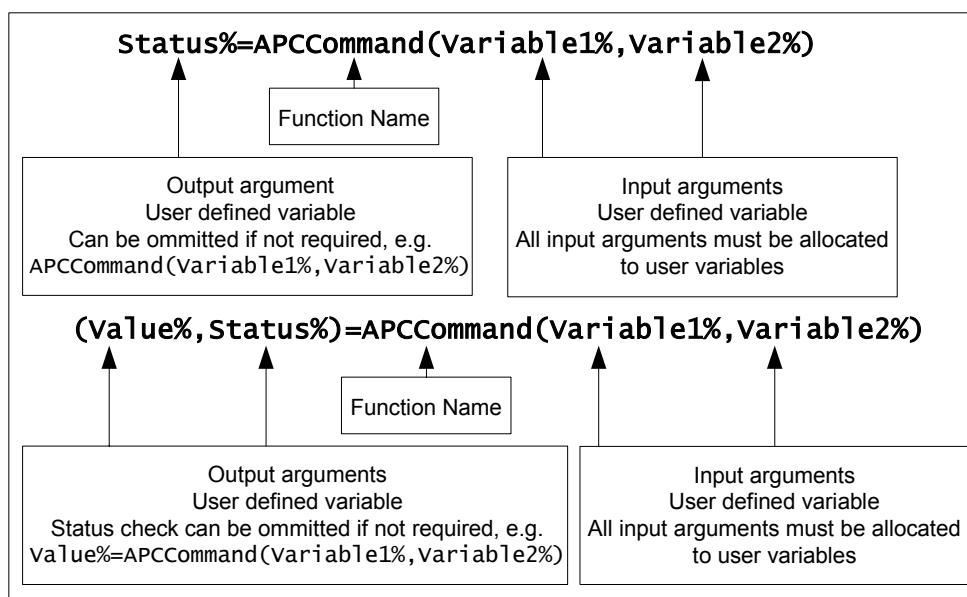 Status%=APCCommand(Variable1%,Variable2%)
Function Name
Output argument
User defined variable
Can be ommitted if not required, e.g.
APCCommand(Variable1%,Variable2%)
Input arguments
User defined variable
All input arguments must be allocated
to user variables
(Value%,Status%)=APCCommand(Variable1%,Variable2%)
Function Name
Output arguments
User defined variable
Status check can be ommitted if not required, e.g.
Value%=APCCommand(Variable1%,Variable2%)
Input arguments
User defined variable
All input arguments must be allocated
to user variables